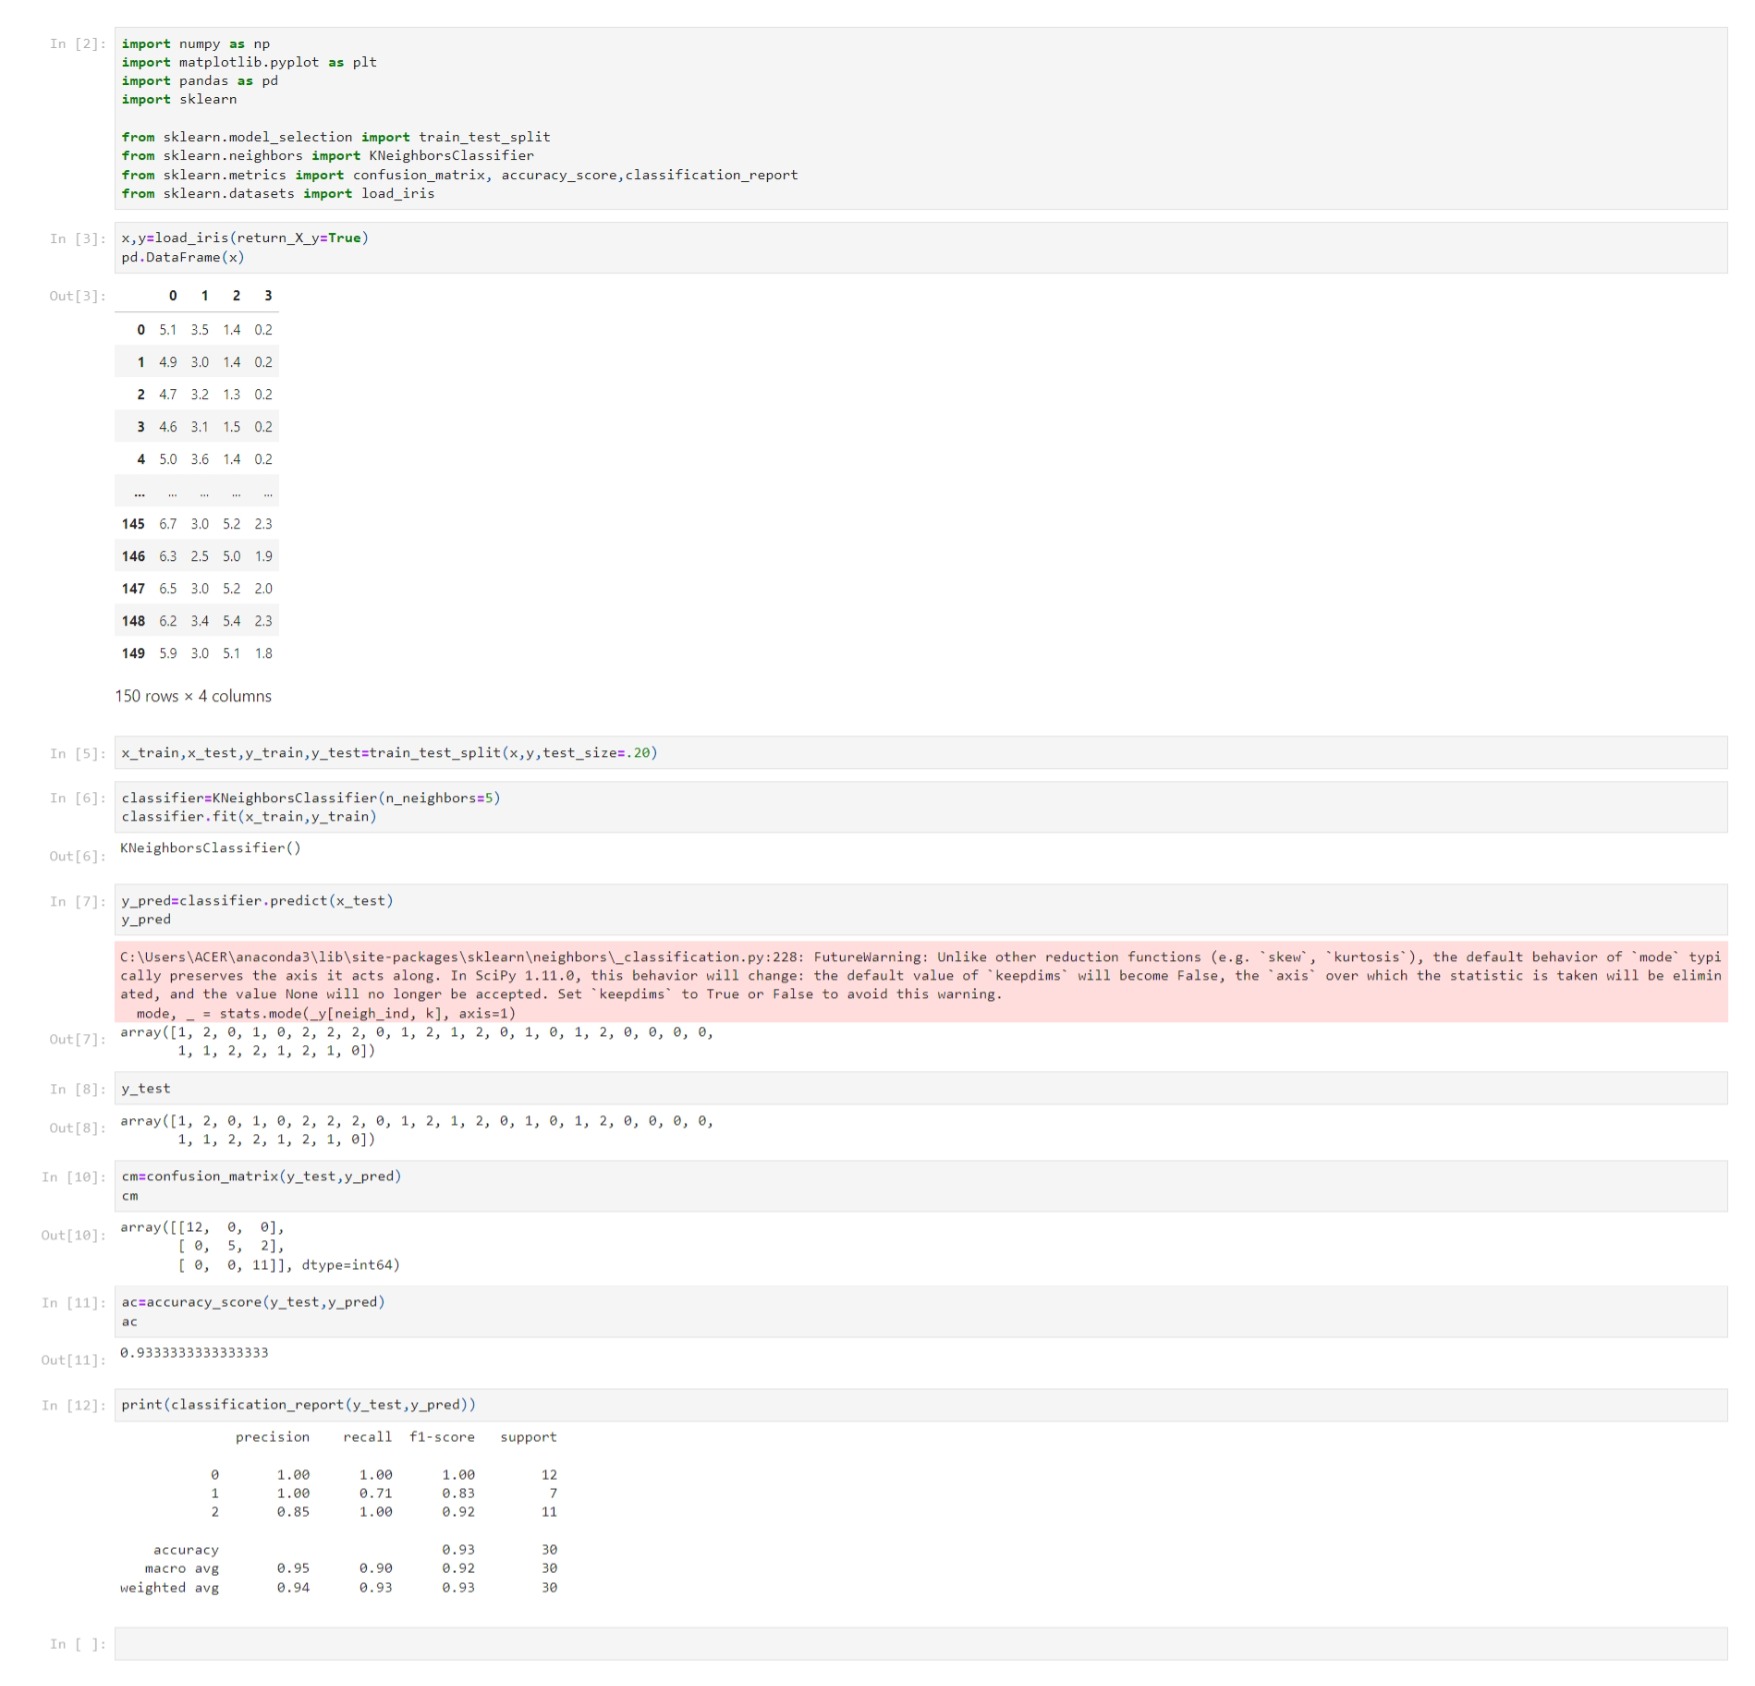 In [2]: import numpy as np
import matplotlib.pyplot as plt
import pandas as pd
import sklearn
from sklearn.model_selection import train_test_split
from sklearn.neighbors import KNeighborsClassifier
from sklearn.metrics import confusion_matrix, accuracy_score,classification_report
from sklearn.datasets import load_iris
In [3]: x,y=load_iris(return_X_y=True)
pd.DataFrame(x)
Out[3]: 0 1 2 3
0 5.1 3.5 1.4 0.2
1 4.9 3.0 1.4 0.2
2 4.7 3.2 1.3 0.2
3 4.6 3.1 1.5 0.2
4 5.0 3.6 1.4 0.2
... ... ... ... ...
145 6.7 3.0 5.2 2.3
146 6.3 2.5 5.0 1.9
147 6.5 3.0 5.2 2.0
148 6.2 3.4 5.4 2.3
149 5.9 3.0 5.1 1.8
150 rows × 4 columns
In [5]: x_train,x_test,y_train,y_test=train_test_split(x,y,test_size=.20)
In [6]: classifier=KNeighborsClassifier(n_neighbors=5)
classifier.fit(x_train,y_train)
Out[6]: KNeighborsClassifier()
In [7]: y_pred=classifier.predict(x_test)
y_pred
C:\Users\ACER\anaconda3\lib\site-packages\sklearn\neighbors\_classification.py:228: FutureWarning: Unlike other reduction functions (e.g. `skew`, `kurtosis`), the default behavior of `mode` typi
cally preserves the axis it acts along. In SciPy 1.11.0, this behavior will change: the default value of `keepdims` will become False, the `axis` over which the statistic is taken will be elimin
ated, and the value None will no longer be accepted. Set `keepdims` to True or False to avoid this warning.
mode, _ = stats.mode(_y[neigh_ind, k], axis=1)
Out[7]: array([1, 2, 0, 1, 0, 2, 2, 2, 0, 1, 2, 1, 2, 0, 1, 0, 1, 2, 0, 0, 0, 0,
1, 1, 2, 2, 1, 2, 1, 0])
In [8]: y_test
Out[8]: array([1, 2, 0, 1, 0, 2, 2, 2, 0, 1, 2, 1, 2, 0, 1, 0, 1, 2, 0, 0, 0, 0,
1, 1, 2, 2, 1, 2, 1, 0])
In [10]: cm=confusion_matrix(y_test,y_pred)
cm
Out[10]: array([[12, 0, 0],
[ 0, 5, 2],
[ 0, 0, 11]], dtype=int64)
In [11]: ac=accuracy_score(y_test,y_pred)
ac
Out[11]: 0.9333333333333333
In [12]: print(classification_report(y_test,y_pred))
precision recall f1-score support
0 1.00 1.00 1.00 12
1 1.00 0.71 0.83 7
2 0.85 1.00 0.92 11
accuracy 0.93 30
macro avg 0.95 0.90 0.92 30
weighted avg 0.94 0.93 0.93 30
In [ ]: